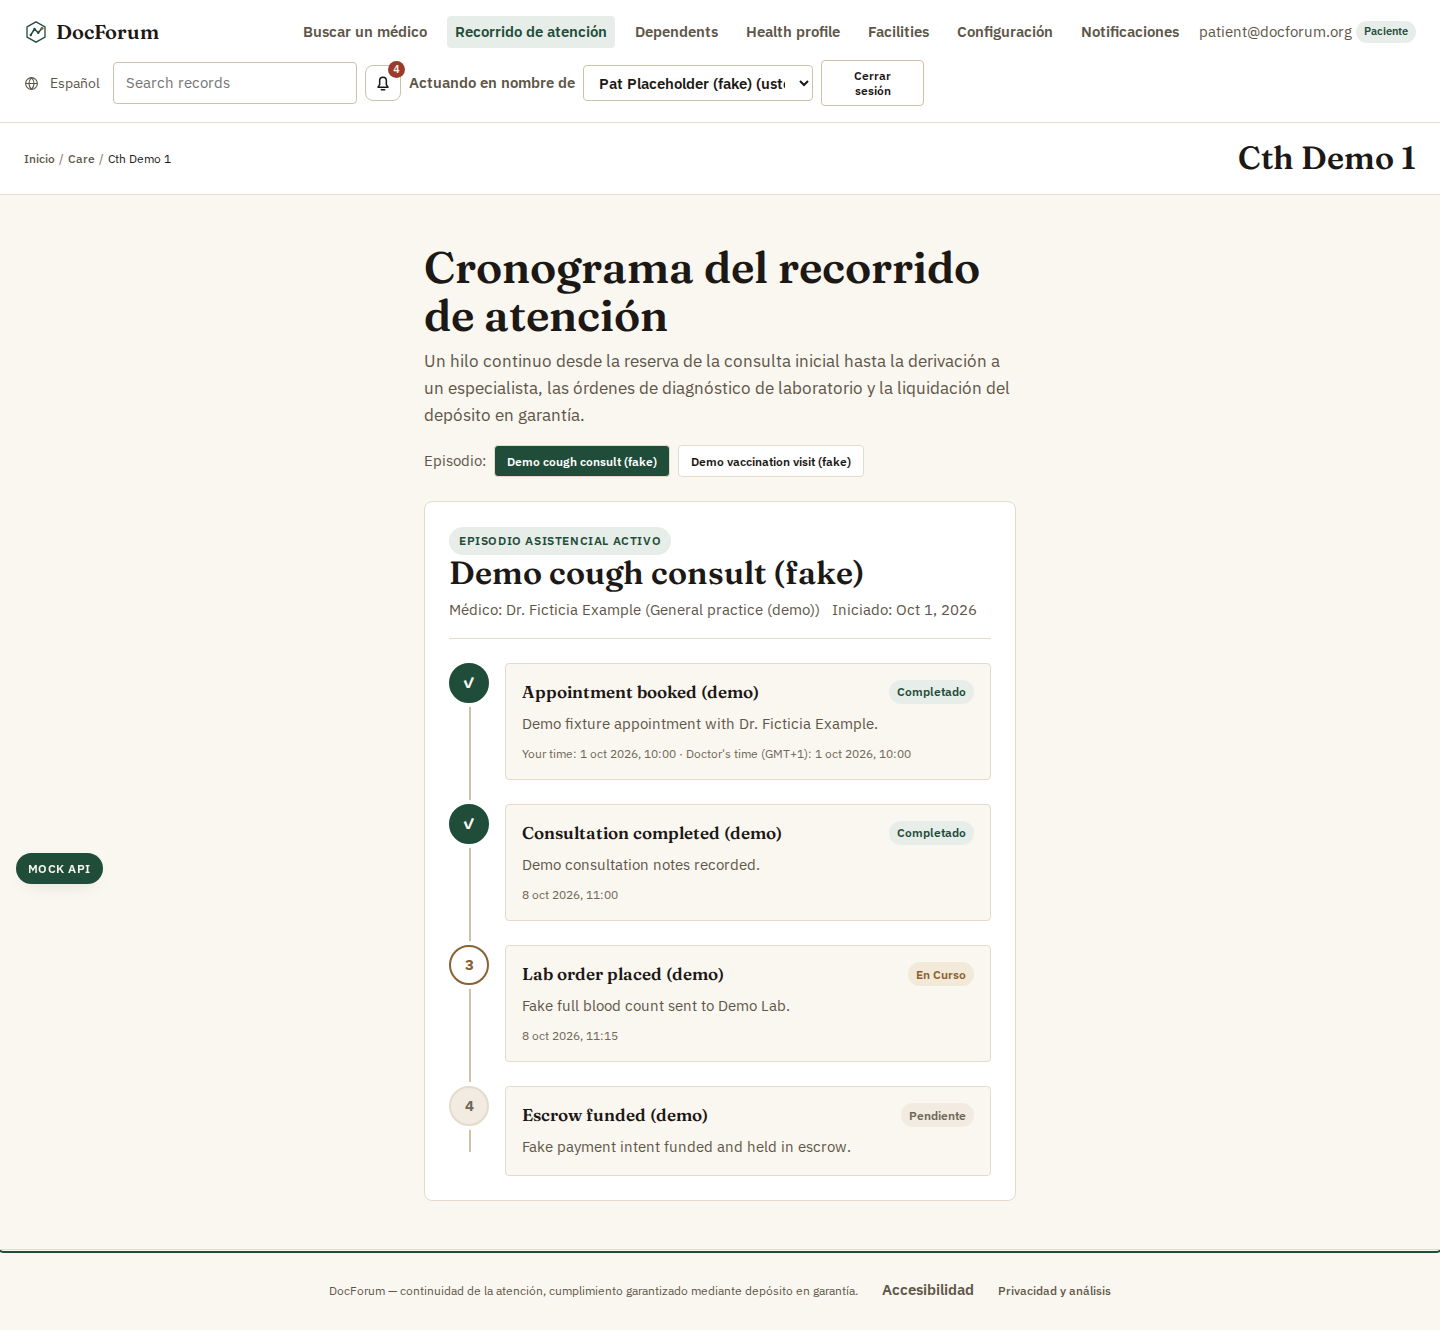 DocForum
Buscar un médico
Recorrido de atención
Dependents
Health profile
Facilities
Configuración
Notificaciones
patient@docforum.org
Paciente
Español
Search records
4
Actuando en nombre de
Pat Placeholder (fake) (uste
Cerrar
sesión
Inicio / Care / Cth Demo 1
Cth Demo 1
Cronograma del recorrido
de atención
Un hilo continuo desde la reserva de la consulta inicial hasta la derivación a
un especialista, las órdenes de diagnóstico de laboratorio y la liquidación del
depósito en garantía.
Episodio:
Demo cough consult (fake)
Demo vaccination visit (fake)
EPISODIO ASISTENCIAL ACTIVO
Demo cough consult (fake)
Médico: Dr. Ficticia Example (General practice (demo)) Iniciado: Oct 1, 2026
Appointment booked (demo)
Completado
Demo fixture appointment with Dr. Ficticia Example.
Your time: 1 oct 2026, 10:00 · Doctor's time (GMT+1): 1 oct 2026, 10:00
Consultation completed (demo)
Completado
Demo consultation notes recorded.
8 oct 2026, 11:00
MOCK API
3
Lab order placed (demo)
En Curso
Fake full blood count sent to Demo Lab.
8 oct 2026, 11:15
4
Escrow funded (demo)
Pendiente
Fake payment intent funded and held in escrow.
DocForum — continuidad de la atención, cumplimiento garantizado mediante depósito en garantía.
Accesibilidad
Privacidad y análisis